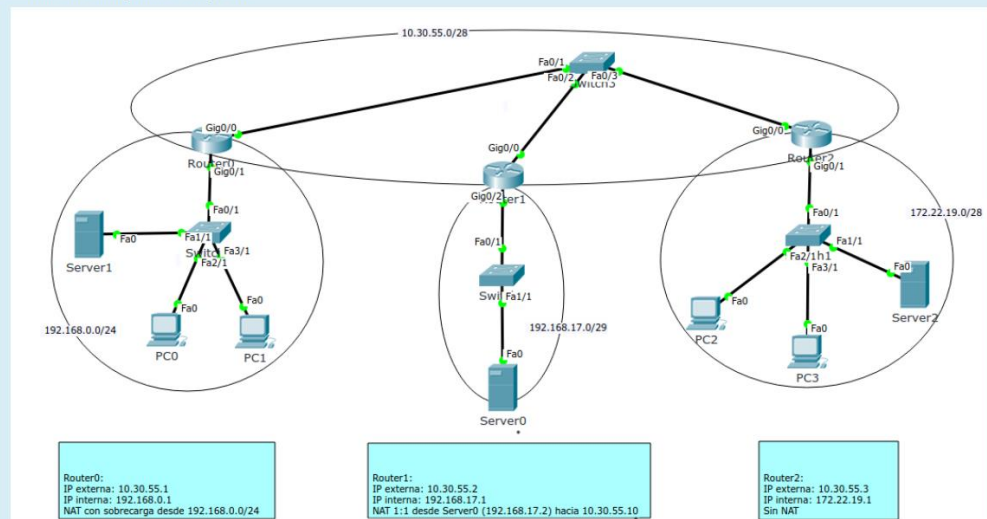 10.30.55.0/28
Fa0/1
Fa0/2
Fa0/3
Switch3
Gig0/0
Router0
Gig0/1
Gig0/0
Gig0/2
Gig0/0
Router2
Gig0/1
172.22.19.0/28
Fa0/1
Fa0
Fa1/1
Fa2/1
Fa3/1
Server1
Fa0
Fa0
192.168.0.0/24
PC0
PC1
Fa0/1
Fa1/1
192.168.17.0/29
Fa0
Server0
Fa0/1
Fa1/1
Fa2/1
Fa3/1
Fa0
Fa0
Fa0
Server2
PC2
PC3
Router0:
IP externa: 10.30.55.1
IP interna: 192.168.0.1
NAT con sobrecarga desde 192.168.0.0/24
Router1:
IP externa: 10.30.55.2
IP interna: 192.168.17.1
NAT 1:1 desde Server0 (192.168.17.2) hacia 10.30.55.10
Router2:
IP externa: 10.30.55.3
IP interna: 172.22.19.1
Sin NAT